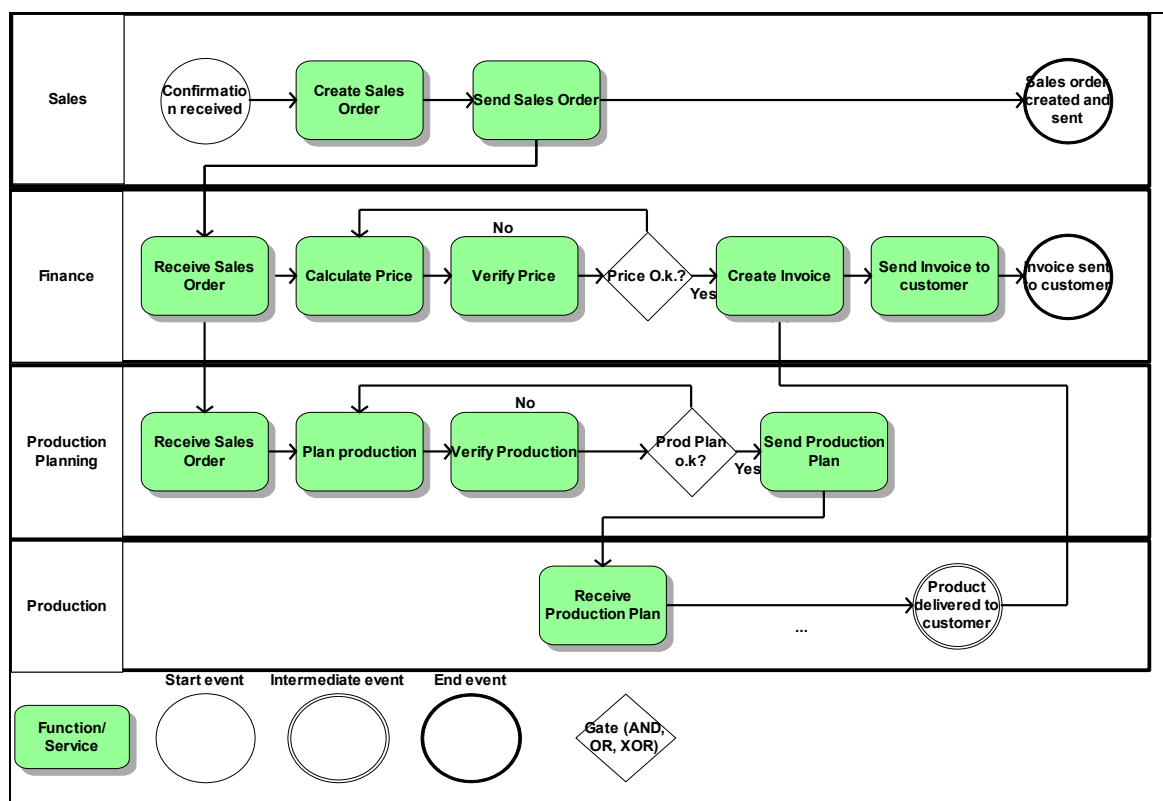 Sales
Confirmatio
n received
Create Sales
Order
Send Sales Order
Sales order
created and
sent
Finance
Receive Sales
Order
Calculate Price
No
Verify Price
Price O.k.?
Yes
Create Invoice
Send Invoice to
customer
Invoice sent
to customer
Production
Planning
Receive Sales
Order
Plan production
No
Verify Production
Prod Plan
o.k?
Yes
Send Production
Plan
Production
Receive
Production Plan
...
Product
delivered to
customer
Function/
Service
Start event
Intermediate event
End event
Gate (AND,
OR, XOR)